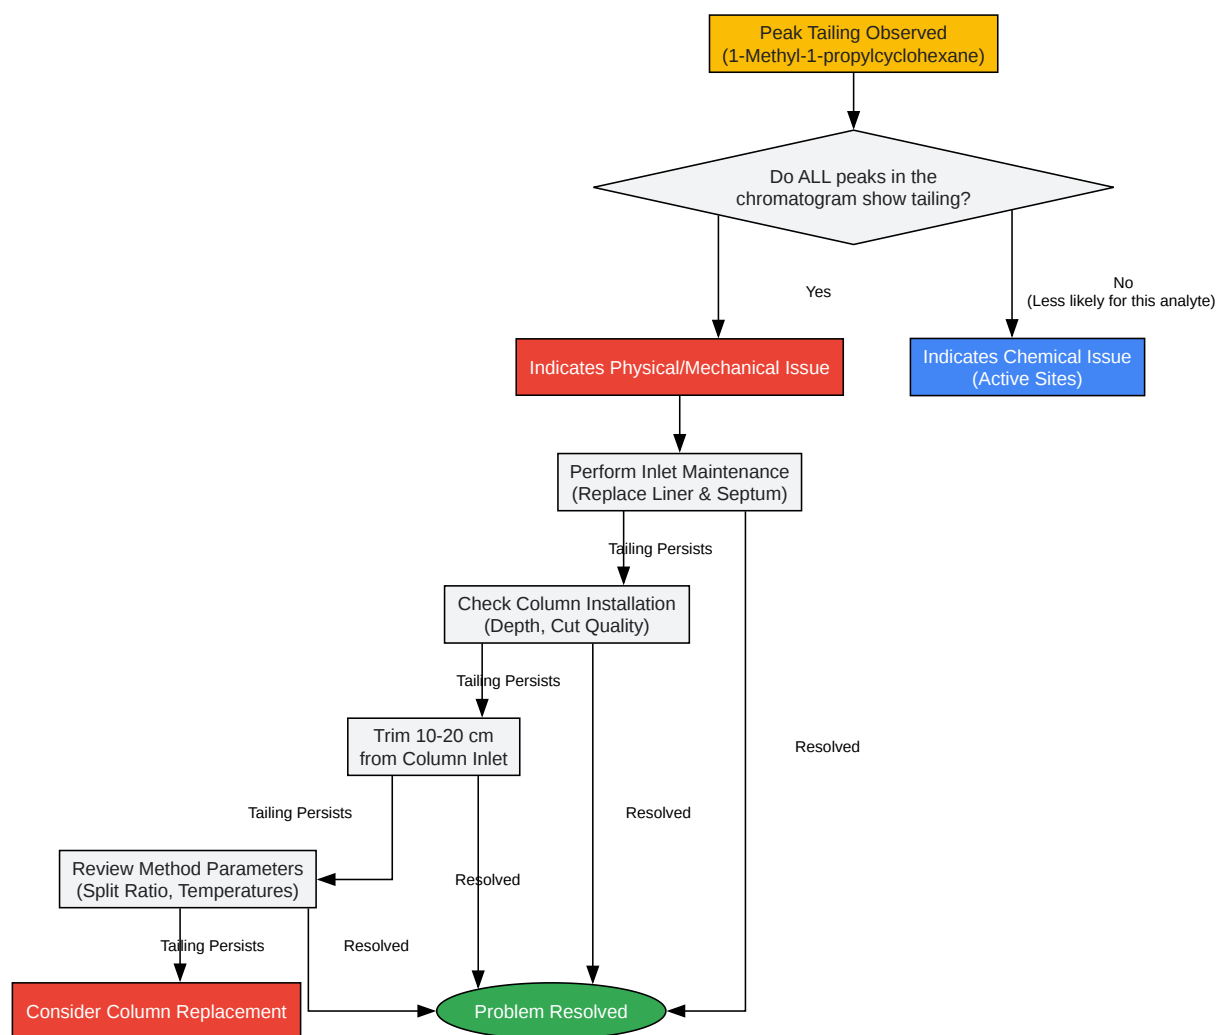 Peak Tailing Observed
(1-Methyl-1-propylcyclohexane)
Do ALL peaks in the
chromatogram show tailing?
Yes
No
(Less likely for this analyte)
Indicates Physical/Mechanical Issue
Indicates Chemical Issue
(Active Sites)
Perform Inlet Maintenance
(Replace Liner & Septum)
Tailing Persists
Check Column Installation
(Depth, Cut Quality)
Tailing Persists
Trim 10-20 cm
from Column Inlet
Resolved
Tailing Persists
Resolved
Review Method Parameters
(Split Ratio, Temperatures)
Resolved
Tailing Persists
Resolved
Consider Column Replacement
Problem Resolved